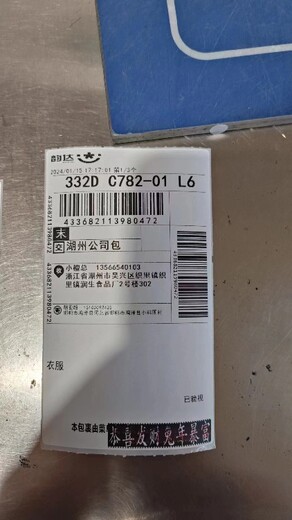 韵达
2024/01/15 17:17:01 第1/3个
332D C782-01 L6
433682113980472
末
交 湖州公司包
小檀总 13566540103
浙江省湖州市吴兴区织里镇织
里镇润生食品厂2号楼302
衣服
已验视
本包裹由
恭喜发财兔年暴富
433682113980472
433682113980472